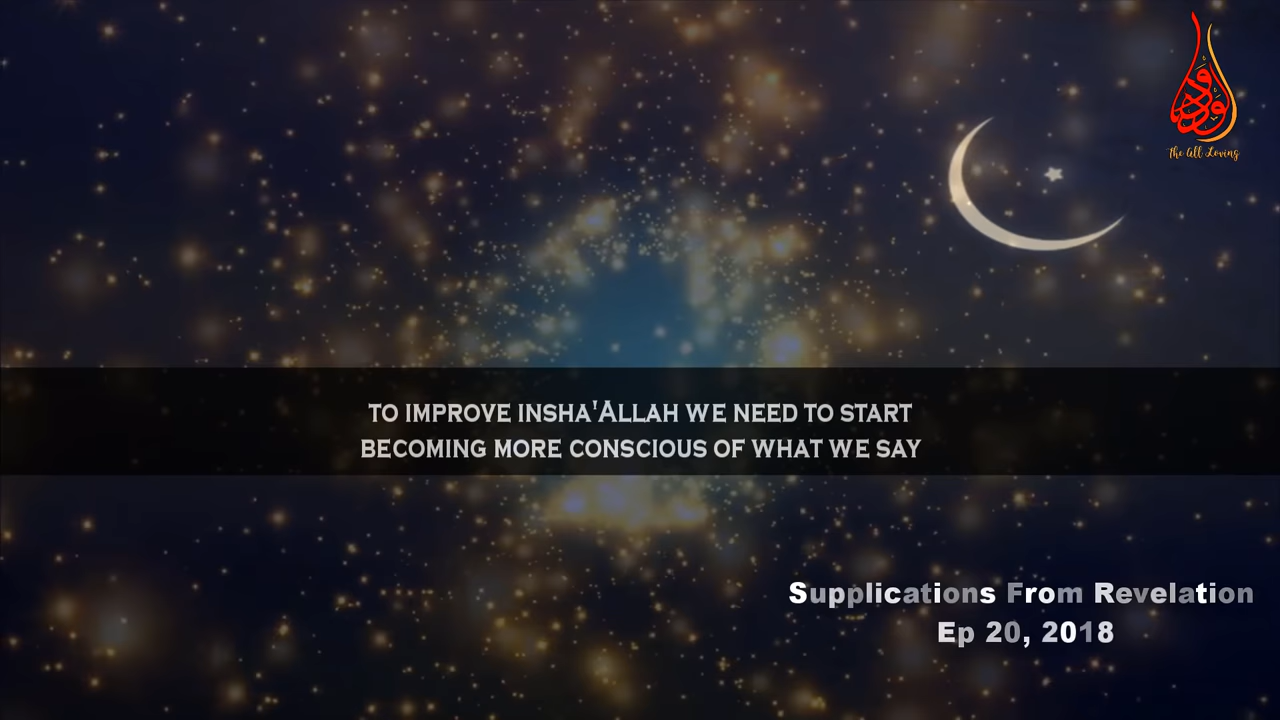 الودود
The All Loving
TO IMPROVE INSHA'ALLAH WE NEED TO START
BECOMING MORE CONSCIOUS OF WHAT WE SAY
Supplications From Revelation
Ep 20, 2018